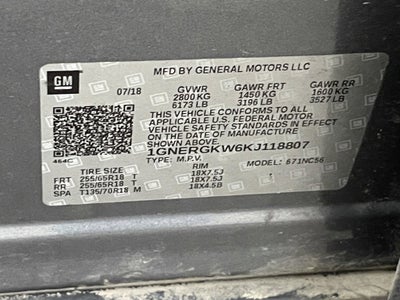 GM
MFD BY GENERAL MOTORS LLC
07/18 GVWR GAWR FRT GAWR RR
2800 KG 1450 KG 1600 KG
6173 LB 3196 LB 3527 LB
THIS VEHICLE CONFORMS TO ALL
APPLICABLE U.S. FEDERAL MOTOR
VEHICLE SAFETY STANDARDS IN EFFECT
ON THE DATE OF MANUFACTURE
SHOWN ABOVE.
1GNERGKW6KJ118807
464C TYPE: M.P.V. MODEL: 671NC56
TIRE SIZE RIM
FRT 255/65R18 T 18X7.5J
RR 255/65R18 T 18X7.5J
SPA T135/70R18 M 18X4.5B